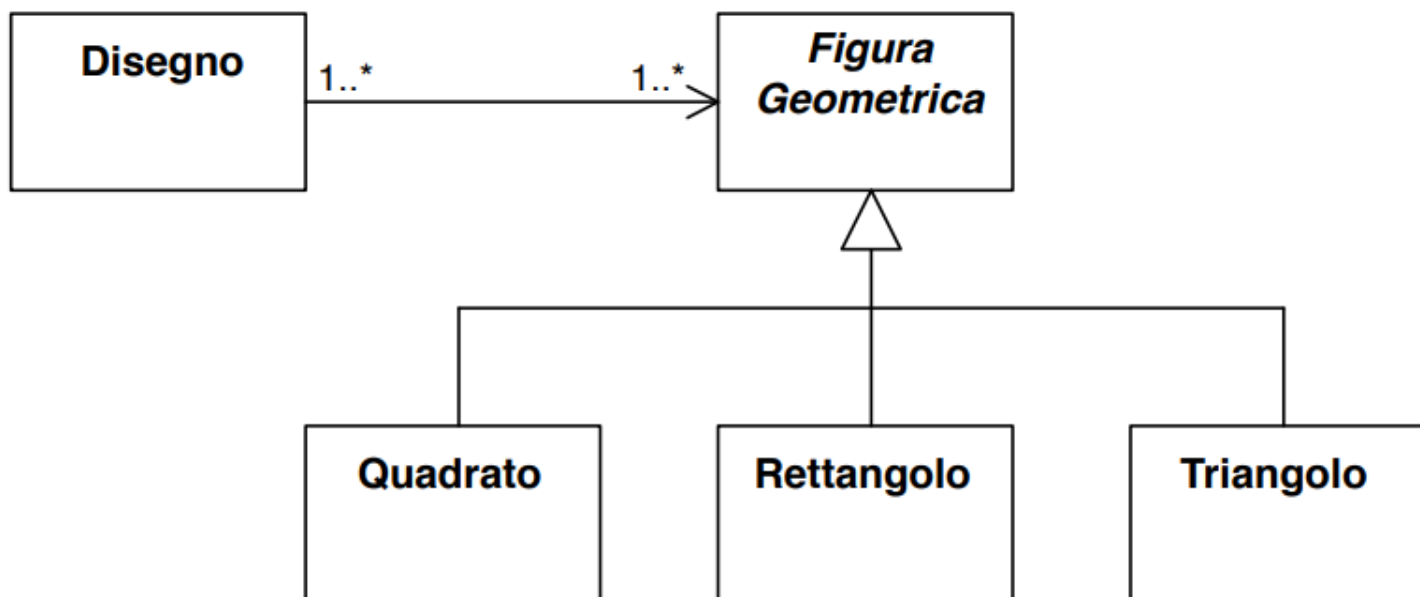 Disegno
1..*
1..*
Figura
Geometrica
Quadrato
Rettangolo
Triangolo